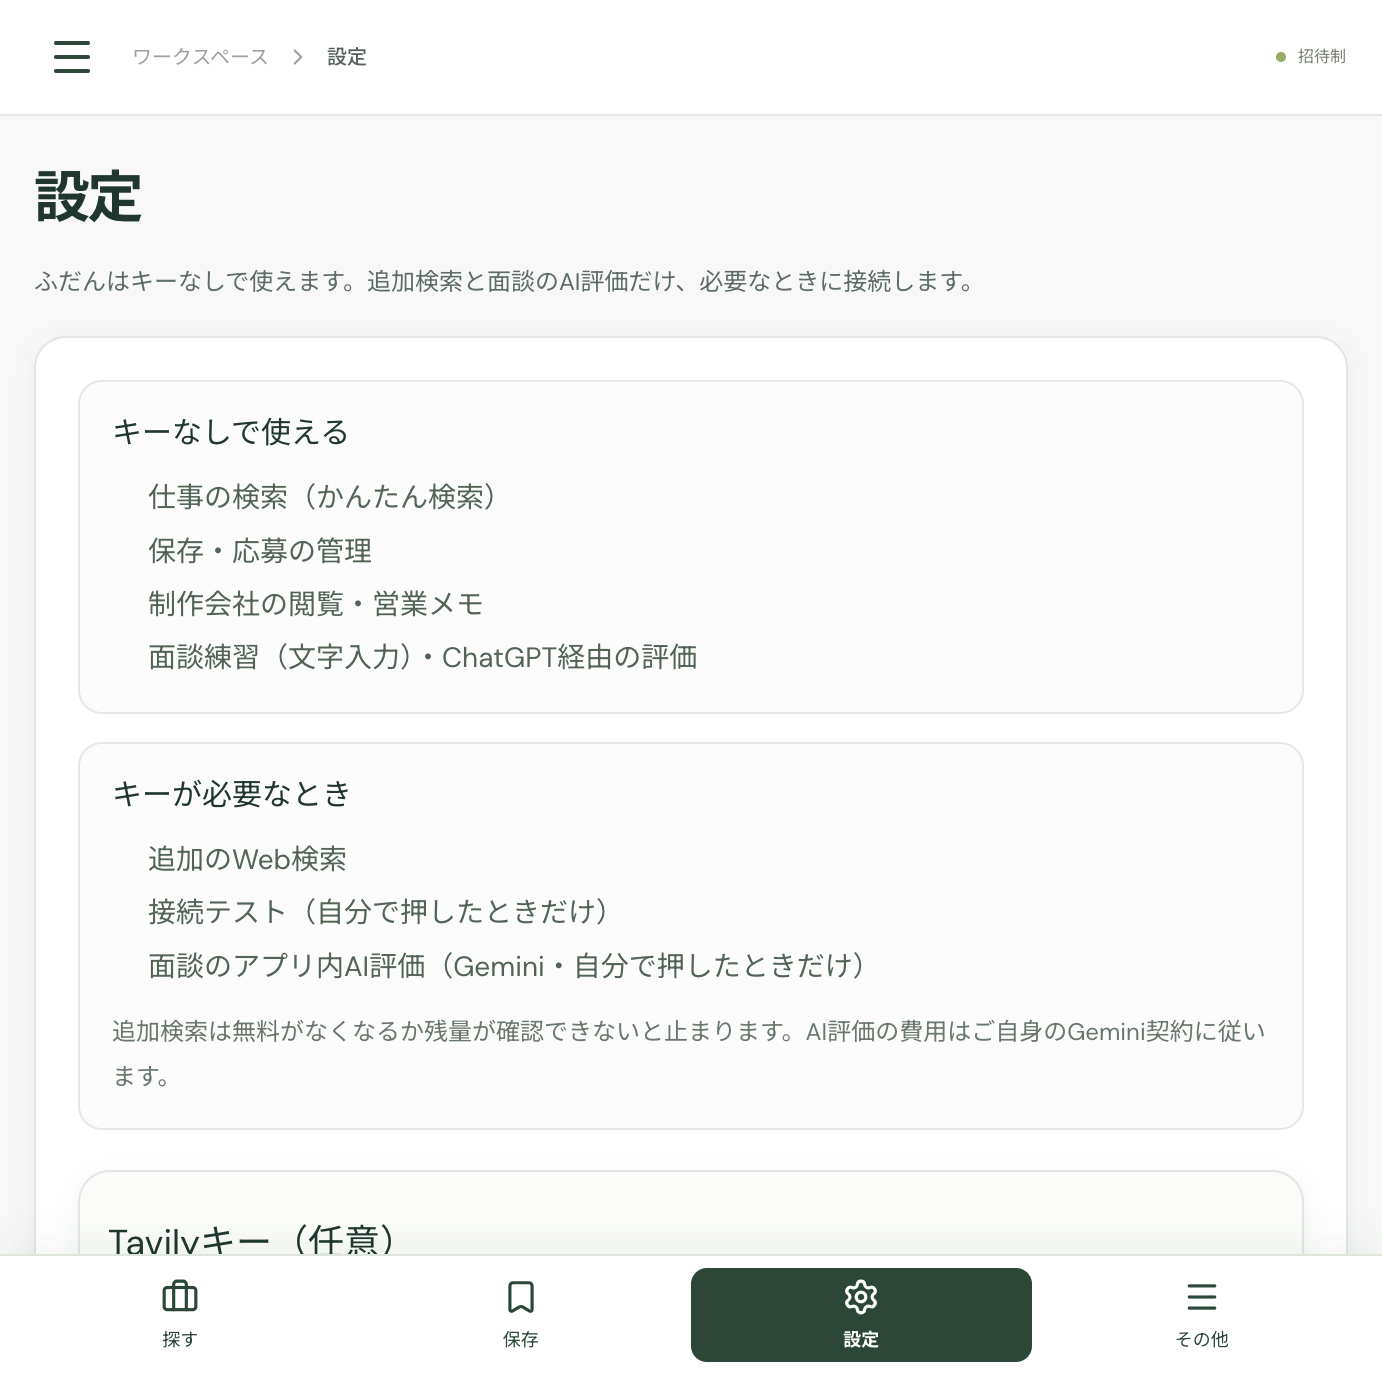 ワークスペース > 設定
招待制
設定
ふだんはキーなしで使えます。追加検索と面談のAI評価だけ、必要なときに接続します。
キーなしで使える
仕事の検索（かんたん検索）
保存・応募の管理
制作会社の閲覧・営業メモ
面談練習（文字入力）・ChatGPT経由の評価
キーが必要なとき
追加のWeb検索
接続テスト（自分で押したときだけ）
面談のアプリ内AI評価（Gemini・自分で押したときだけ）
追加検索は無料がなくなるか残量が確認できないと止まります。AI評価の費用はご自身のGemini契約に従い
ます。
Tavilyキー（任意）
探す
保存
設定
その他